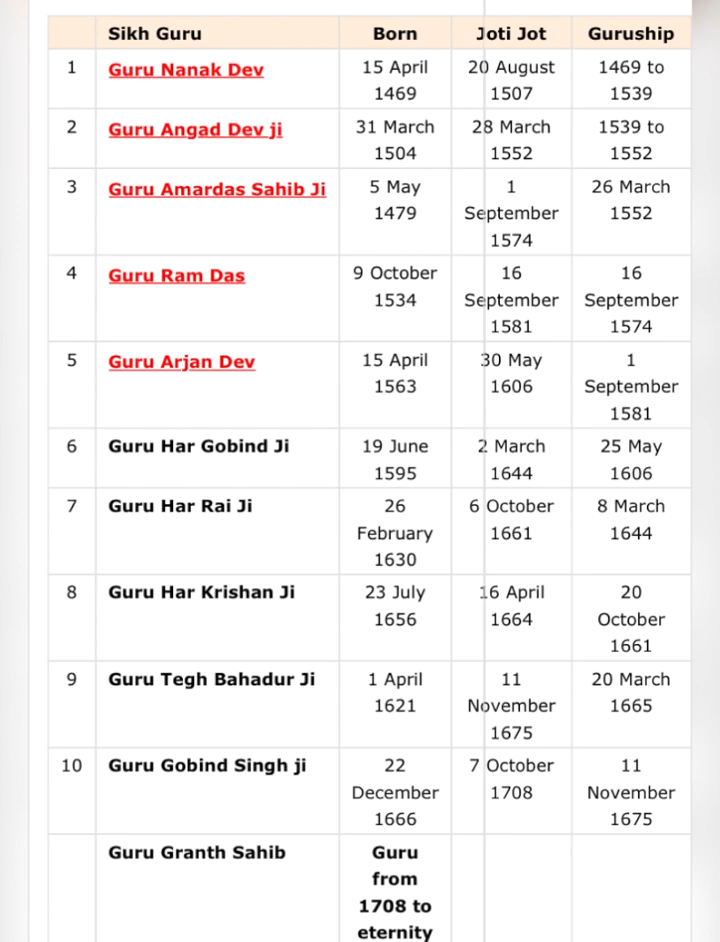 Sikh Guru Born Joti Jot Guruship
1 Guru Nanak Dev 15 April 20 August 1469 to
1469 1507 1539
2 Guru Angad Dev ji 31 March 28 March 1539 to
1504 1552 1552
3 Guru Amardas Sahib Ji 5 May 1 26 March
1479 September 1552
1574
4 Guru Ram Das 9 October 16 16
1534 September September
1581 1574
5 Guru Arjan Dev 15 April 30 May 1
1563 1606 September
1581
6 Guru Har Gobind Ji 19 June 2 March 25 May
1595 1644 1606
7 Guru Har Rai Ji 26 6 October 8 March
February 1661 1644
1630
8 Guru Har Krishan Ji 23 July 16 April 20
1656 1664 October
1661
9 Guru Tegh Bahadur Ji 1 April 11 20 March
1621 November 1665
1675
10 Guru Gobind Singh ji 22 7 October 11
December 1708 November
1666 1675
Guru Granth Sahib Guru
from
1708 to
eternity